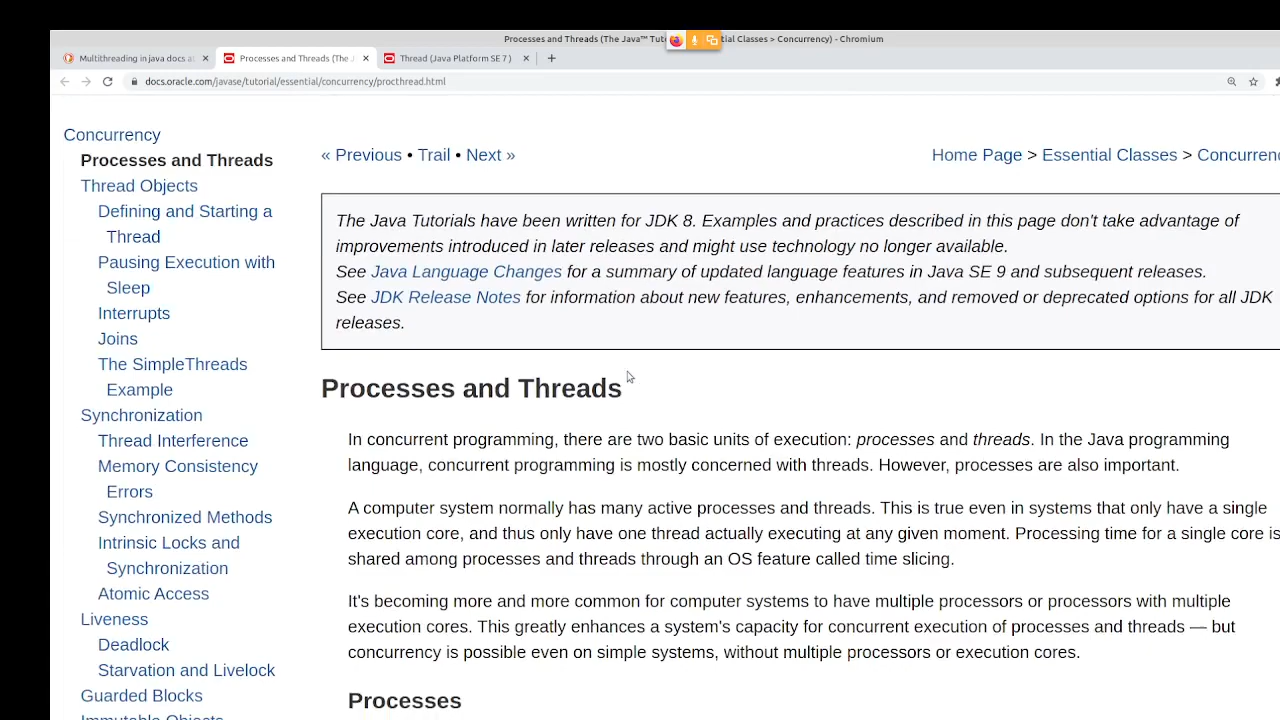 Processes and Threads (The Java™ Tuto
tial Classes > Concurrency) - Chromium
Multithreading in java docs a
Processes and Threads (The J
Thread (Java Platform SE 7 )
docs.oracle.com/javase/tutorial/essential/concurrency/procthread.html
Concurrency
Processes and Threads
Thread Objects
Defining and Starting a
Thread
Pausing Execution with
Sleep
Interrupts
Joins
The SimpleThreads
Example
Synchronization
Thread Interference
Memory Consistency
Errors
Synchronized Methods
Intrinsic Locks and
Synchronization
Atomic Access
Liveness
Deadlock
Starvation and Livelock
Guarded Blocks
Immutable Objects
« Previous • Trail • Next »
Home Page > Essential Classes > Concurrenc
The Java Tutorials have been written for JDK 8. Examples and practices described in this page don't take advantage of
improvements introduced in later releases and might use technology no longer available.
See Java Language Changes for a summary of updated language features in Java SE 9 and subsequent releases.
See JDK Release Notes for information about new features, enhancements, and removed or deprecated options for all JDK
releases.
Processes and Threads
In concurrent programming, there are two basic units of execution: processes and threads. In the Java programming
language, concurrent programming is mostly concerned with threads. However, processes are also important.
A computer system normally has many active processes and threads. This is true even in systems that only have a single
execution core, and thus only have one thread actually executing at any given moment. Processing time for a single core is
shared among processes and threads through an OS feature called time slicing.
It's becoming more and more common for computer systems to have multiple processors or processors with multiple
execution cores. This greatly enhances a system's capacity for concurrent execution of processes and threads — but
concurrency is possible even on simple systems, without multiple processors or execution cores.
Processes